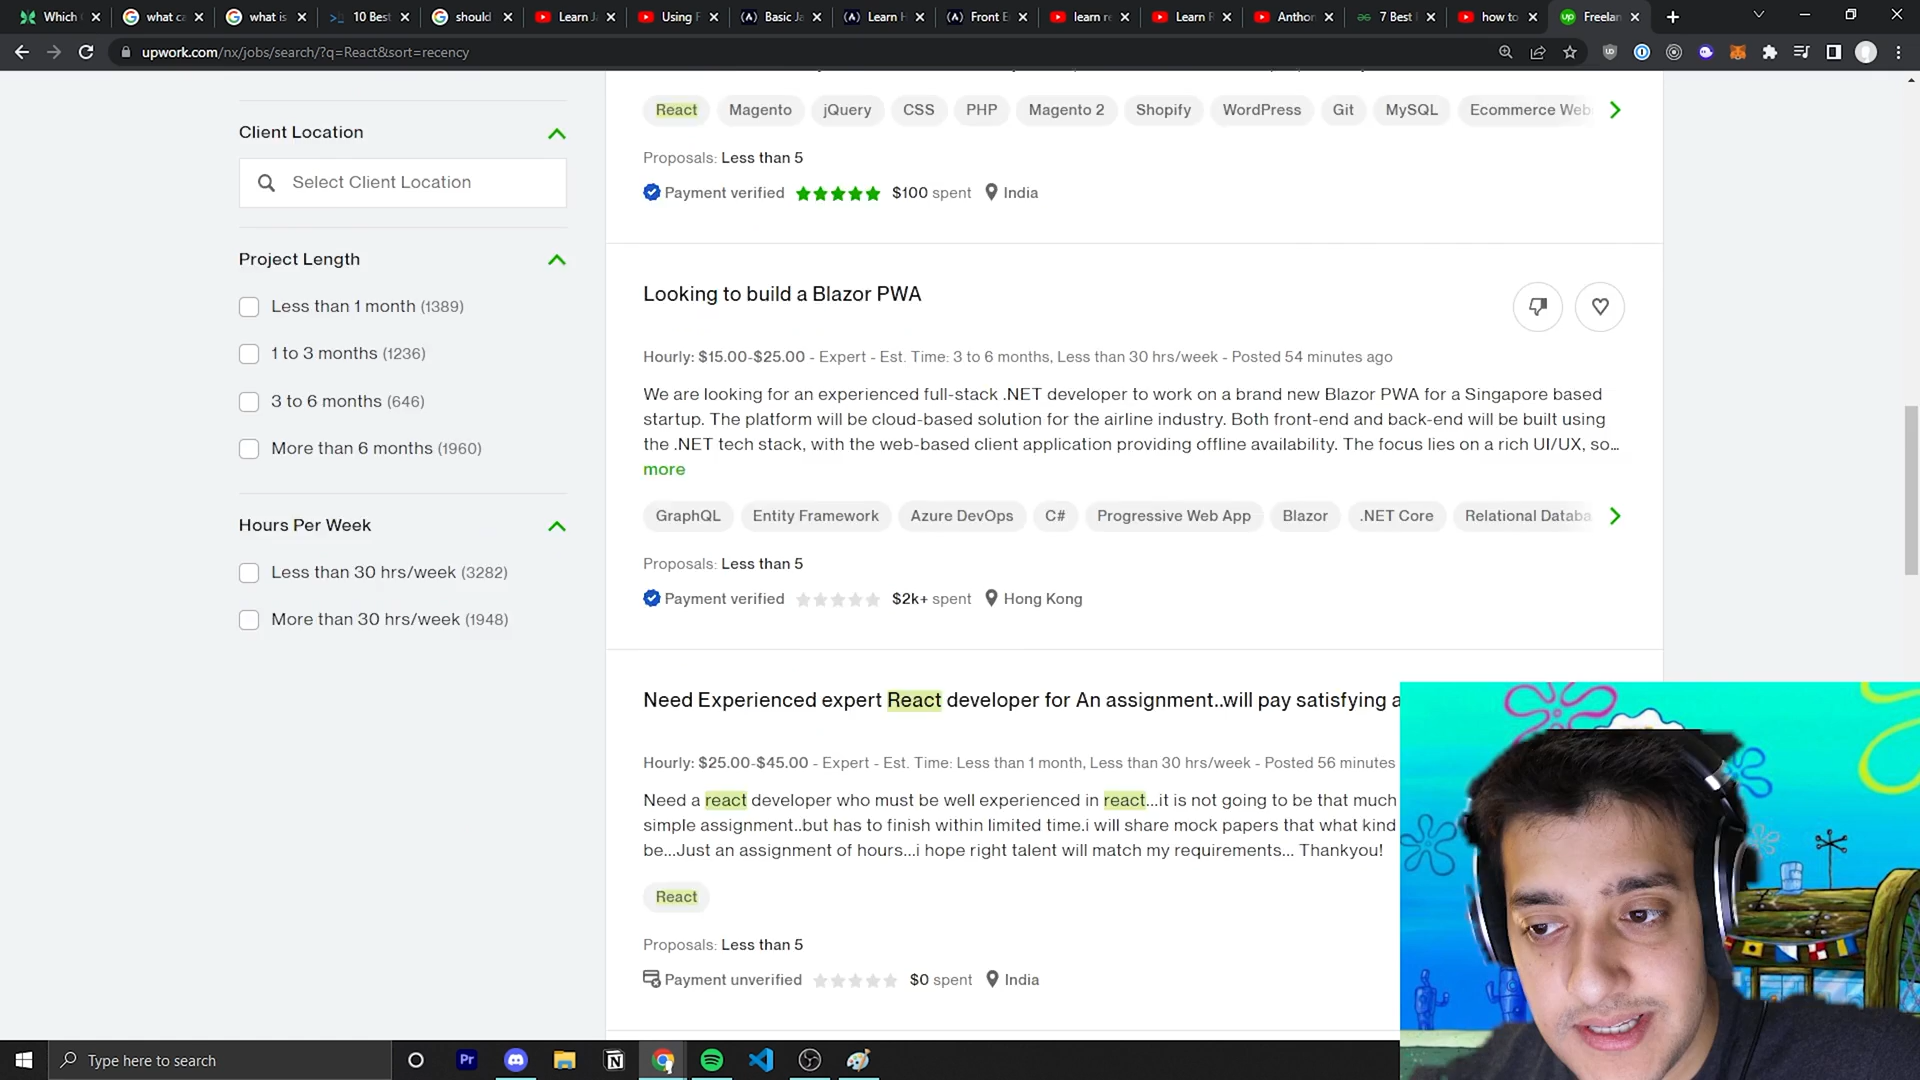 Which
what ca
what is
10 Best
should
Learn J
Using F
Basic Ja
Learn H
Front E
learn re
Learn R
Antho
7 Best
how to
Freelan
upwork.com/nx/jobs/search/?q=React&sort=recency
Client Location
Select Client Location
Project Length
Less than 1 month (1389)
1 to 3 months (1236)
3 to 6 months (646)
More than 6 months (1960)
Hours Per Week
Less than 30 hrs/week (3282)
More than 30 hrs/week (1948)
React Magento jQuery CSS PHP Magento 2 Shopify WordPress Git MySQL Ecommerce Web
Proposals: Less than 5
Payment verified $100 spent India
Looking to build a Blazor PWA
Hourly: $15.00-$25.00 - Expert - Est. Time: 3 to 6 months, Less than 30 hrs/week - Posted 54 minutes ago
We are looking for an experienced full-stack .NET developer to work on a brand new Blazor PWA for a Singapore based
startup. The platform will be cloud-based solution for the airline industry. Both front-end and back-end will be built using
the .NET tech stack, with the web-based client application providing offline availability. The focus lies on a rich UI/UX, so…
more
GraphQL Entity Framework Azure DevOps C# Progressive Web App Blazor .NET Core Relational Databa
Proposals: Less than 5
Payment verified $2k+ spent Hong Kong
Need Experienced expert React developer for An assignment..will pay satisfying a
Hourly: $25.00-$45.00 - Expert - Est. Time: Less than 1 month, Less than 30 hrs/week - Posted 56 minutes
Need a react developer who must be well experienced in react...it is not going to be that much
simple assignment..but has to finish within limited time.i will share mock papers that what kind
be...Just an assignment of hours...i hope right talent will match my requirements... Thankyou!
React
Proposals: Less than 5
Payment unverified $0 spent India
Type here to search
Pr